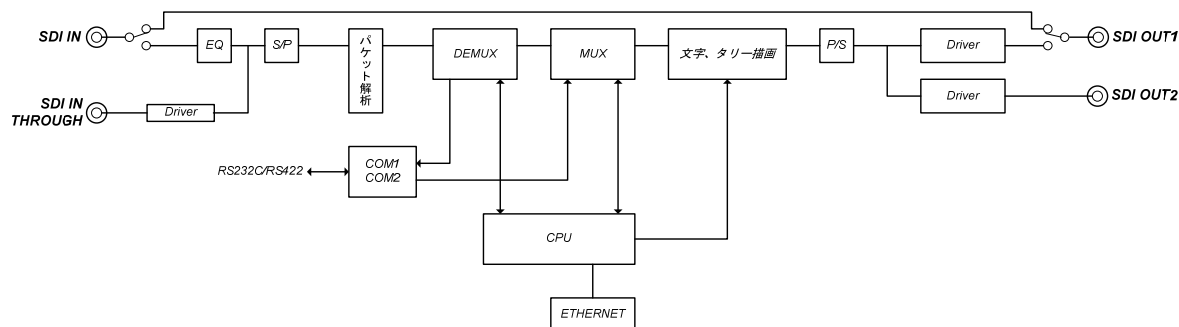 SDI IN
EQ
S/P
パケット解析
DEMUX
MUX
文字、タリー描画
P/S
Driver
SDI OUT1
SDI IN
THROUGH
Driver
Driver
SDI OUT2
RS232C/RS422
COM1
COM2
CPU
ETHERNET